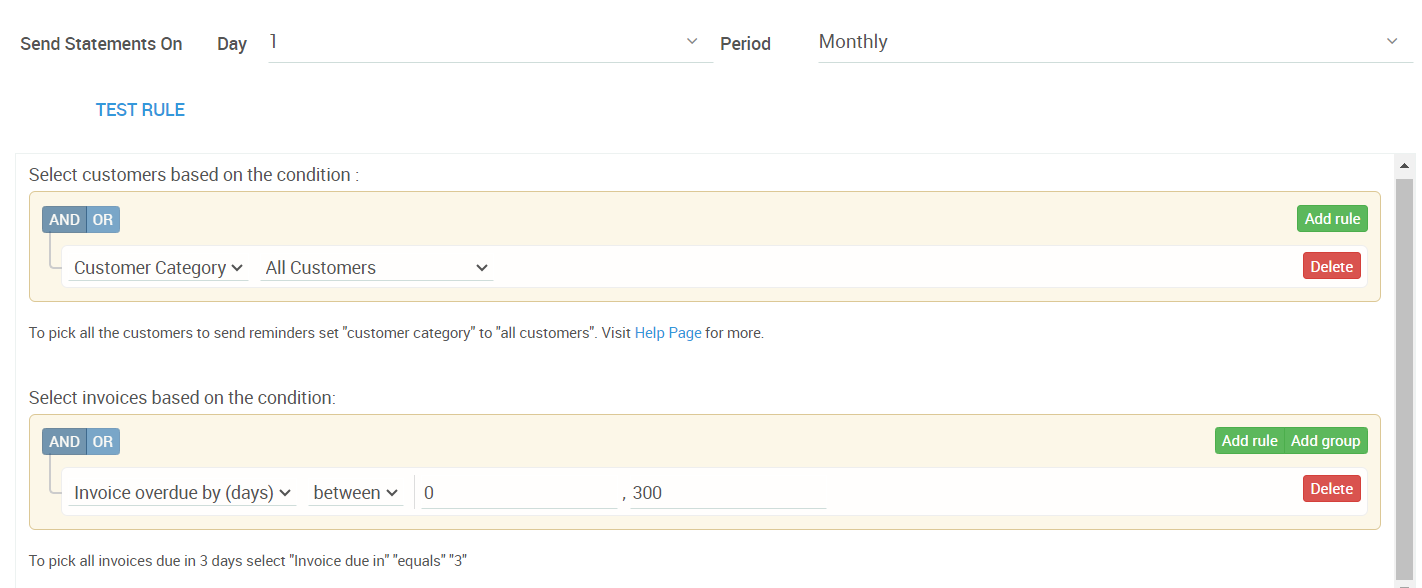 Send Statements On Day 1 Period Monthly
TEST RULE
Select customers based on the condition :
AND OR Add rule
Customer Category All Customers Delete
To pick all the customers to send reminders set "customer category" to "all customers". Visit Help Page for more.
Select invoices based on the condition:
AND OR Add rule Add group
Invoice overdue by (days) between 0 , 300 Delete
To pick all invoices due in 3 days select "Invoice due in" "equals" "3"